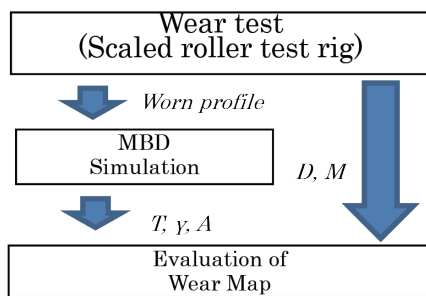 Wear test
(Scaled roller test rig)
Worn profile
MBD
Simulation
D, M
T, γ, A
Evaluation of
Wear Map